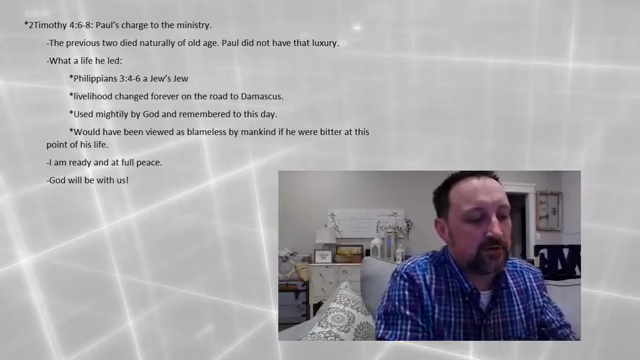 *2Timothy 4:6-8: Paul's charge to the ministry.
-The previous two died naturally of old age. Paul did not have that luxury.
-What a life he led:
*Philippians 3:4-6 a Jew's Jew
*livelihood changed forever on the road to Damascus.
*Used mightily by God and remembered to this day.
*Would have been viewed as blameless by mankind if he were bitter at this
point of his life.
-I am ready and at full peace.
-God will be with us!